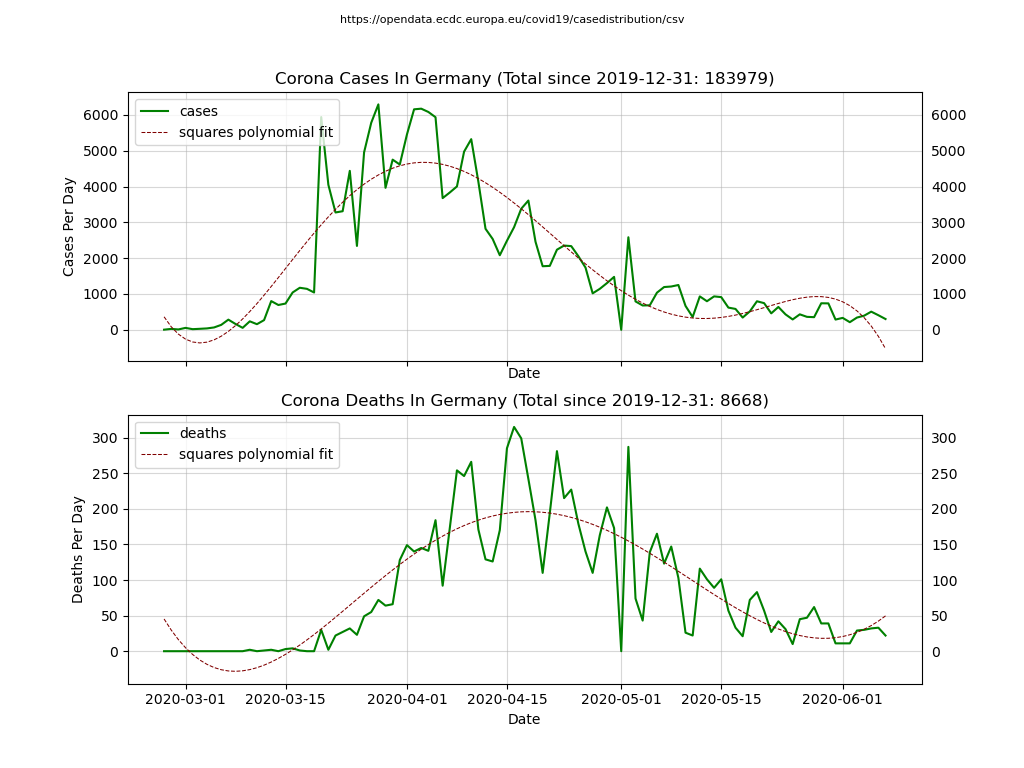 https://opendata.ecdc.europa.eu/covid19/casedistribution/csv
Corona Cases In Germany (Total since 2019-12-31: 183979)
cases
squares polynomial fit
Cases Per Day
6000
5000
4000
3000
2000
1000
0
6000
5000
4000
3000
2000
1000
0
Date
Corona Deaths In Germany (Total since 2019-12-31: 8668)
deaths
squares polynomial fit
Deaths Per Day
300
250
200
150
100
50
0
300
250
200
150
100
50
0
2020-03-01 2020-03-15 2020-04-01 2020-04-15 2020-05-01 2020-05-15 2020-06-01
Date